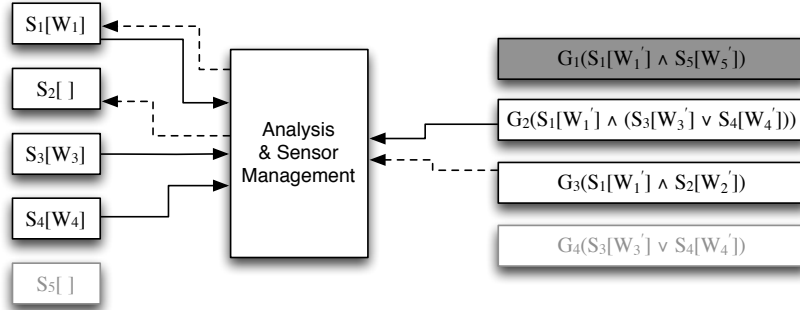 S₁[W₁]
S₂[ ]
S₃[W₃]
S₄[W₄]
S₅[ ]
Analysis
& Sensor
Management
G₁(S₁[W₁′] ∧ S₅[W₅′])
G₂(S₁[W₁′] ∧ (S₃[W₃′] ∨ S₄[W₄′]))
G₃(S₁[W₁′] ∧ S₂[W₂′])
G₄(S₃[W₃′] ∨ S₄[W₄′])